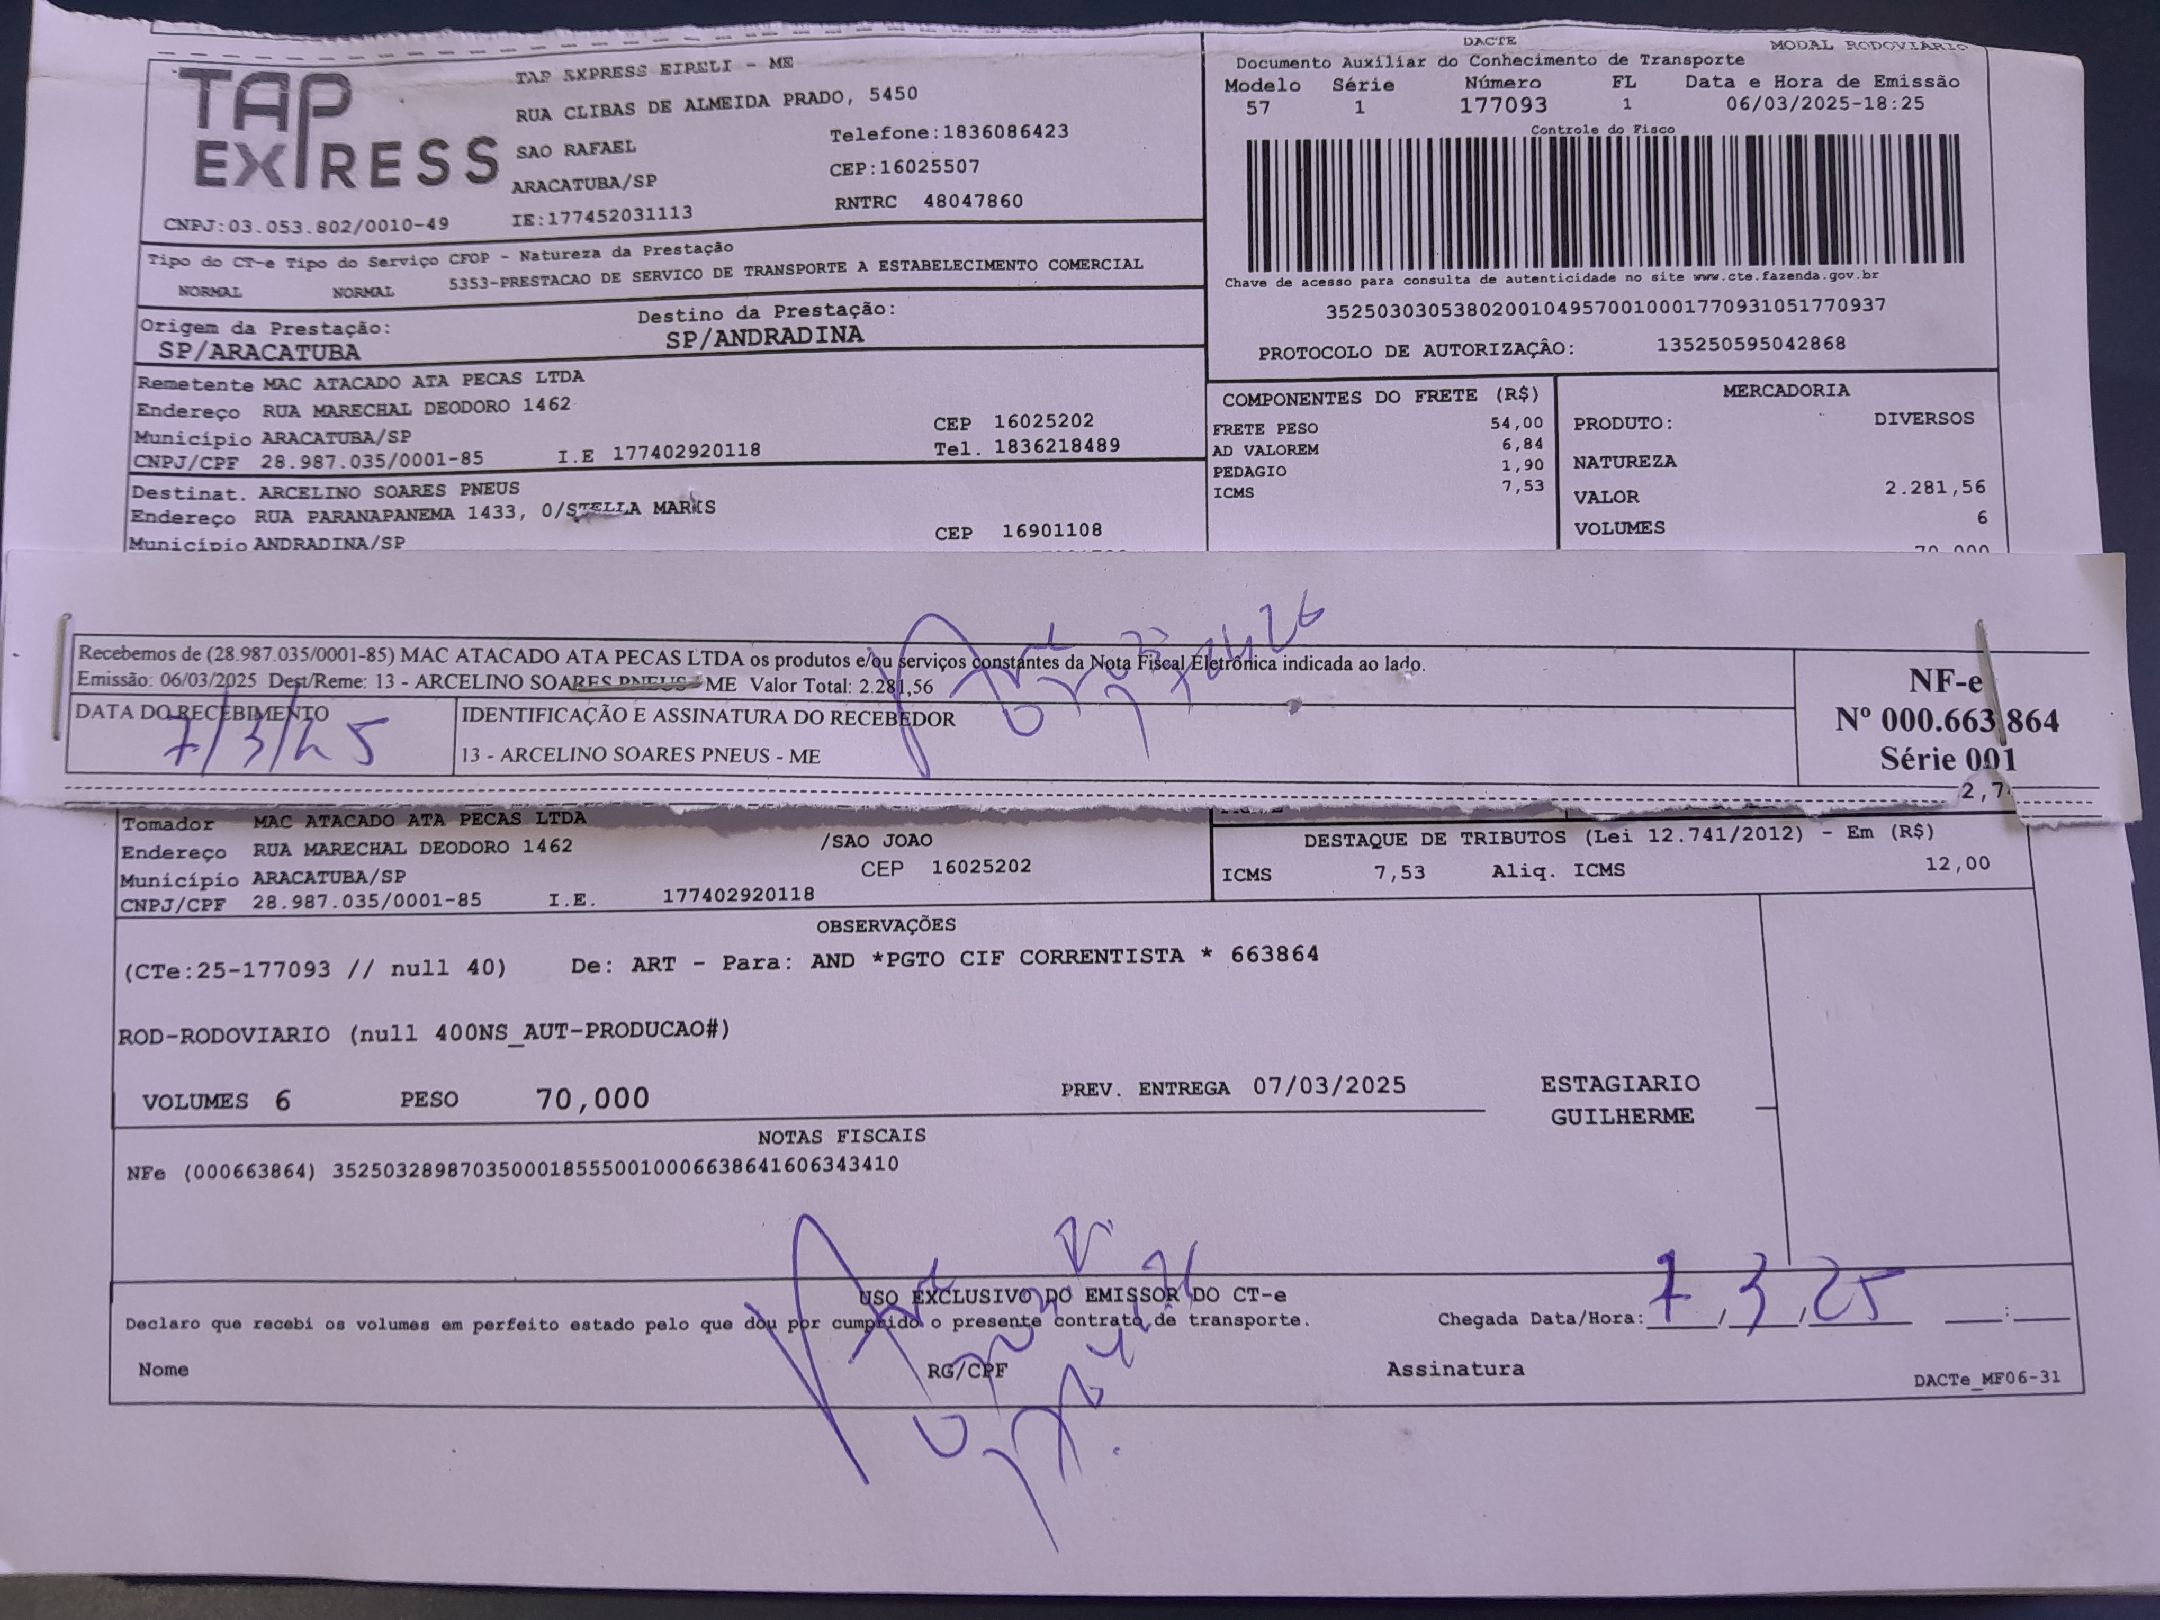 DACTE
MODAL RODOVIÁRIO
TAP EXPRESS
TAP EXPRESS EIRELI - ME
RUA CLIBAS DE ALMEIDA PRADO, 5450
SAO RAFAEL
Telefone:1836086423
ARACATUBA/SP
CEP:16025507
CNPJ:03.053.802/0010-49
IE:177452031113
RNTRC 48047860
Documento Auxiliar do Conhecimento de Transporte
Modelo Série Número FL Data e Hora de Emissão
57 1 177093 1 06/03/2025-18:25
Controle do Fisco
Chave de acesso para consulta de autenticidade no site www.cte.fazenda.gov.br
35250303053802001049570010001770931051770937
PROTOCOLO DE AUTORIZAÇÂO: 135250595042868
Tipo do CT-e Tipo do Serviço CFOP - Natureza da Prestação
NORMAL NORMAL 5353-PRESTACAO DE SERVICO DE TRANSPORTE A ESTABELECIMENTO COMERCIAL
Origem da Prestação: Destino da Prestação:
SP/ARACATUBA SP/ANDRADINA
Remetente MAC ATACADO ATA PECAS LTDA
Endereço RUA MARECHAL DEODORO 1462
Município ARACATUBA/SP CEP 16025202
CNPJ/CPF 28.987.035/0001-85 I.E 177402920118 Tel. 1836218489
Destinat. ARCELINO SOARES PNEUS
Endereço RUA PARANAPANEMA 1433, 0/STELLA MARIS
Município ANDRADINA/SP CEP 16901108
COMPONENTES DO FRETE (R$)
FRETE PESO 54,00
AD VALOREM 6,84
PEDAGIO 1,90
ICMS 7,53
MERCADORIA
PRODUTO: DIVERSOS
NATUREZA
VALOR 2.281,56
VOLUMES 6
70,000
Recebemos de (28.987.035/0001-85) MAC ATACADO ATA PECAS LTDA os produtos e/ou serviços constantes da Nota Fiscal Eletrônica indicada ao lado.
Emissão: 06/03/2025 Dest/Reme: 13 - ARCELINO SOARES PNEUS - ME Valor Total: 2.281,56
DATA DO RECEBIMENTO
7/3/25
IDENTIFICAÇÃO E ASSINATURA DO RECEBEDOR
13 - ARCELINO SOARES PNEUS - ME
NF-e
Nº 000.663.864
Série 001
Tomador MAC ATACADO ATA PECAS LTDA
Endereço RUA MARECHAL DEODORO 1462 /SAO JOAO
Município ARACATUBA/SP CEP 16025202
CNPJ/CPF 28.987.035/0001-85 I.E. 177402920118
DESTAQUE DE TRIBUTOS (Lei 12.741/2012) - Em (R$)
ICMS 7,53 Aliq. ICMS 12,00
OBSERVAÇÕES
(CTe:25-177093 // null 40) De: ART - Para: AND *PGTO CIF CORRENTISTA * 663864
ROD-RODOVIARIO (null 400NS_AUT-PRODUCAO#)
VOLUMES 6 PESO 70,000 PREV. ENTREGA 07/03/2025
ESTAGIARIO
GUILHERME
NOTAS FISCAIS
NFe (000663864) 35250328987035000185550010006638641606343410
USO EXCLUSIVO DO EMISSOR DO CT-e
Declaro que recebi os volumes em perfeito estado pelo que dou por cumprido o presente contrato de transporte.
Chegada Data/Hora: 7/3/25 :
Nome RG/CPF Assinatura
DACTe_MF06-31